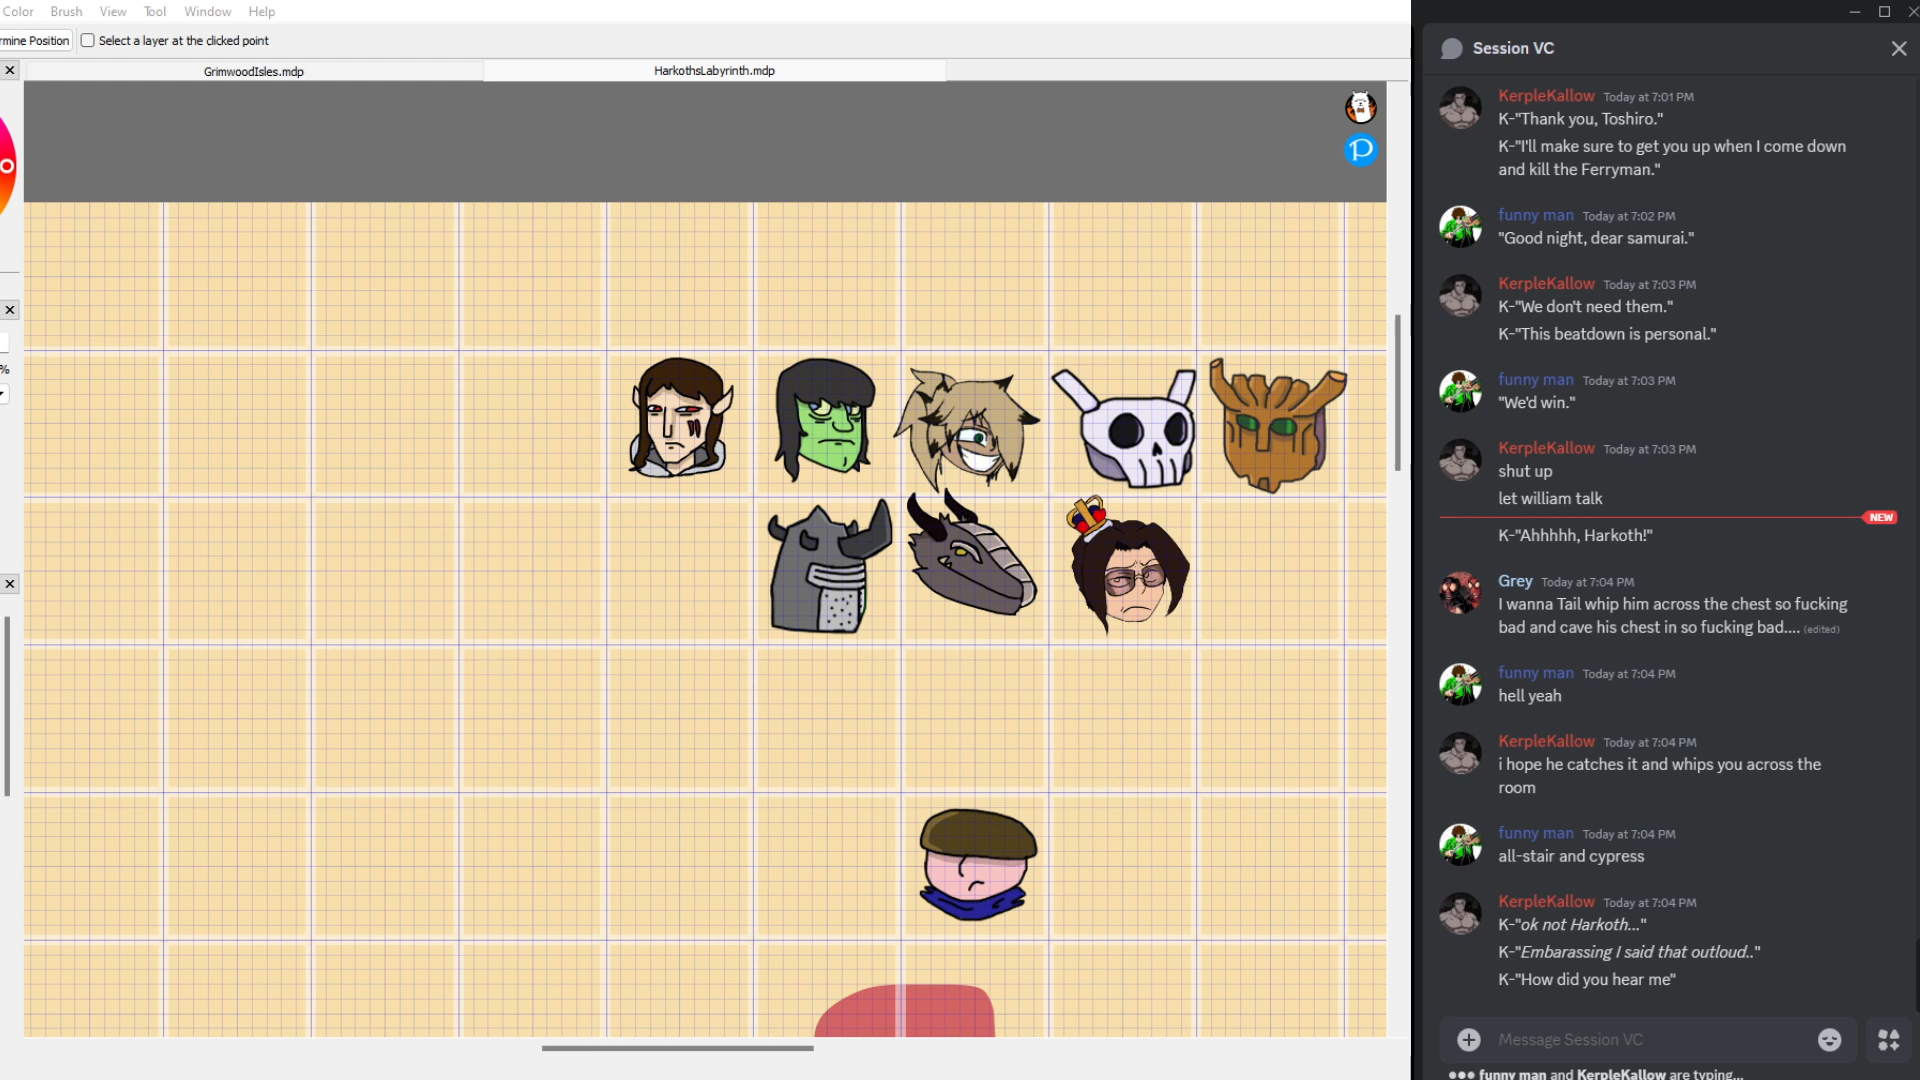 Color Brush View Tool Window Help
rmine Position Select a layer at the clicked point
GrimwoodIsles.mdp HarkothsLabyrinth.mdp
%
P
Session VC
KerpleKallow Today at 7:01 PM
K-"Thank you, Toshiro."
K-"I'll make sure to get you up when I come down
and kill the Ferryman."
funny man Today at 7:02 PM
"Good night, dear samurai."
KerpleKallow Today at 7:03 PM
K-"We don't need them."
K-"This beatdown is personal."
funny man Today at 7:03 PM
"We'd win."
KerpleKallow Today at 7:03 PM
shut up
let william talk
NEW
K-"Ahhhhh, Harkoth!"
Grey Today at 7:04 PM
I wanna Tail whip him across the chest so fucking
bad and cave his chest in so fucking bad.... (edited)
funny man Today at 7:04 PM
hell yeah
KerpleKallow Today at 7:04 PM
i hope he catches it and whips you across the
room
funny man Today at 7:04 PM
all-stair and cypress
KerpleKallow Today at 7:04 PM
K-"ok not Harkoth..."
K-"Embarassing I said that outloud.."
K-"How did you hear me"
Message Session VC
funny man and KerpleKallow are typing...